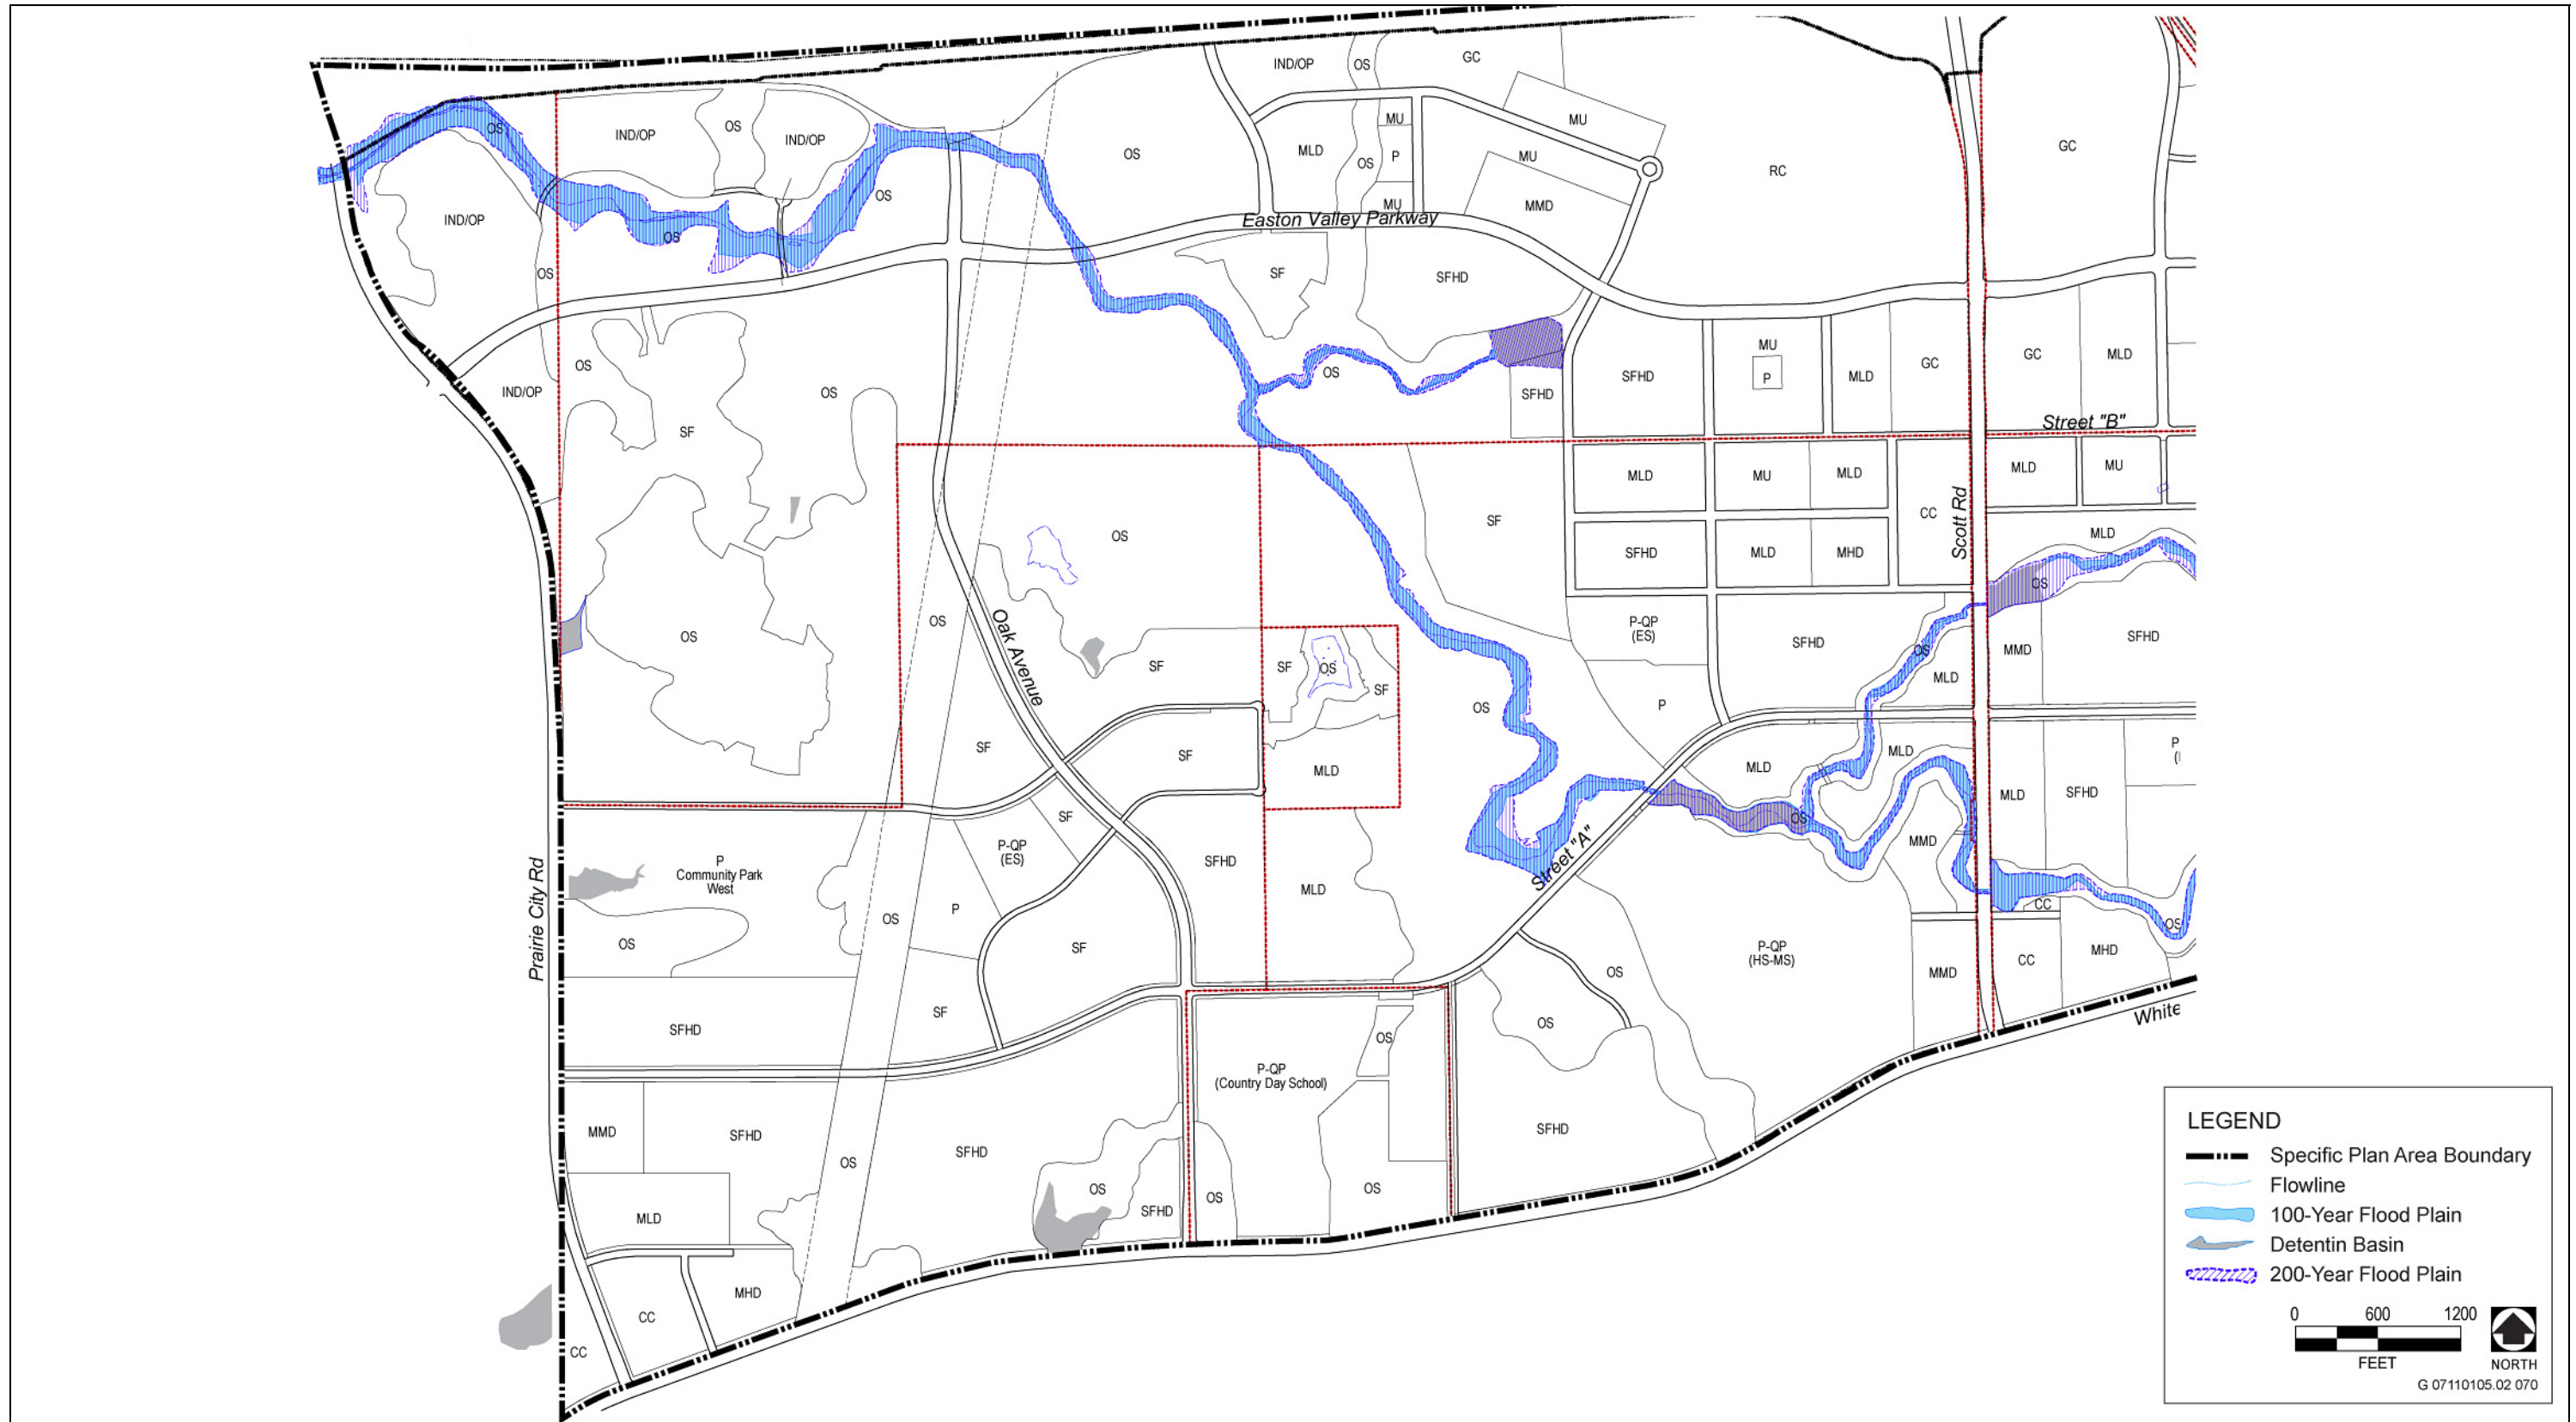 IND/OP
OS
GC
MU
OS
IND/OP
OS
IND/OP
MU
MLD
OS
P
OS
MU
RC
GC
OS
MU
MMD
IND/OP
OS
Easton Valley Parkway
OS
SF
SFHD
OS
MU
GC
GC
MLD
OS
OS
P
MLD
SFHD
SFHD
IND/OP
OS
SF
Street "B"
MLD
MU
MLD
MLD
MU
SF
CC
Scott Rd
OS
MLD
SFHD
MLD
MHD
OS
OS
Oak Avenue
OS
P-QP
(ES)
SFHD
OS
MMD
SFHD
SF
SF
OS
SF
MLD
OS
P
SF
SF
MLD
MLD
MLD
P
SF
P-QP
(ES)
SFHD
MLD
SFHD
OS
MMD
Street "A"
P
Community Park
West
Prairie City Rd
MLD
OS
P
CC
OS
OS
SF
P-QP
(HS-MS)
MHD
CC
OS
MMD
SF
SFHD
OS
OS
White
P-QP
(Country Day School)
MMD
SFHD
SFHD
SFHD
OS
OS
OS
SFHD
OS
MLD
MHD
CC
CC
LEGEND
Specific Plan Area Boundary
Flowline
100-Year Flood Plain
Detentin Basin
200-Year Flood Plain
0 600 1200
FEET
NORTH
G 07110105.02 070